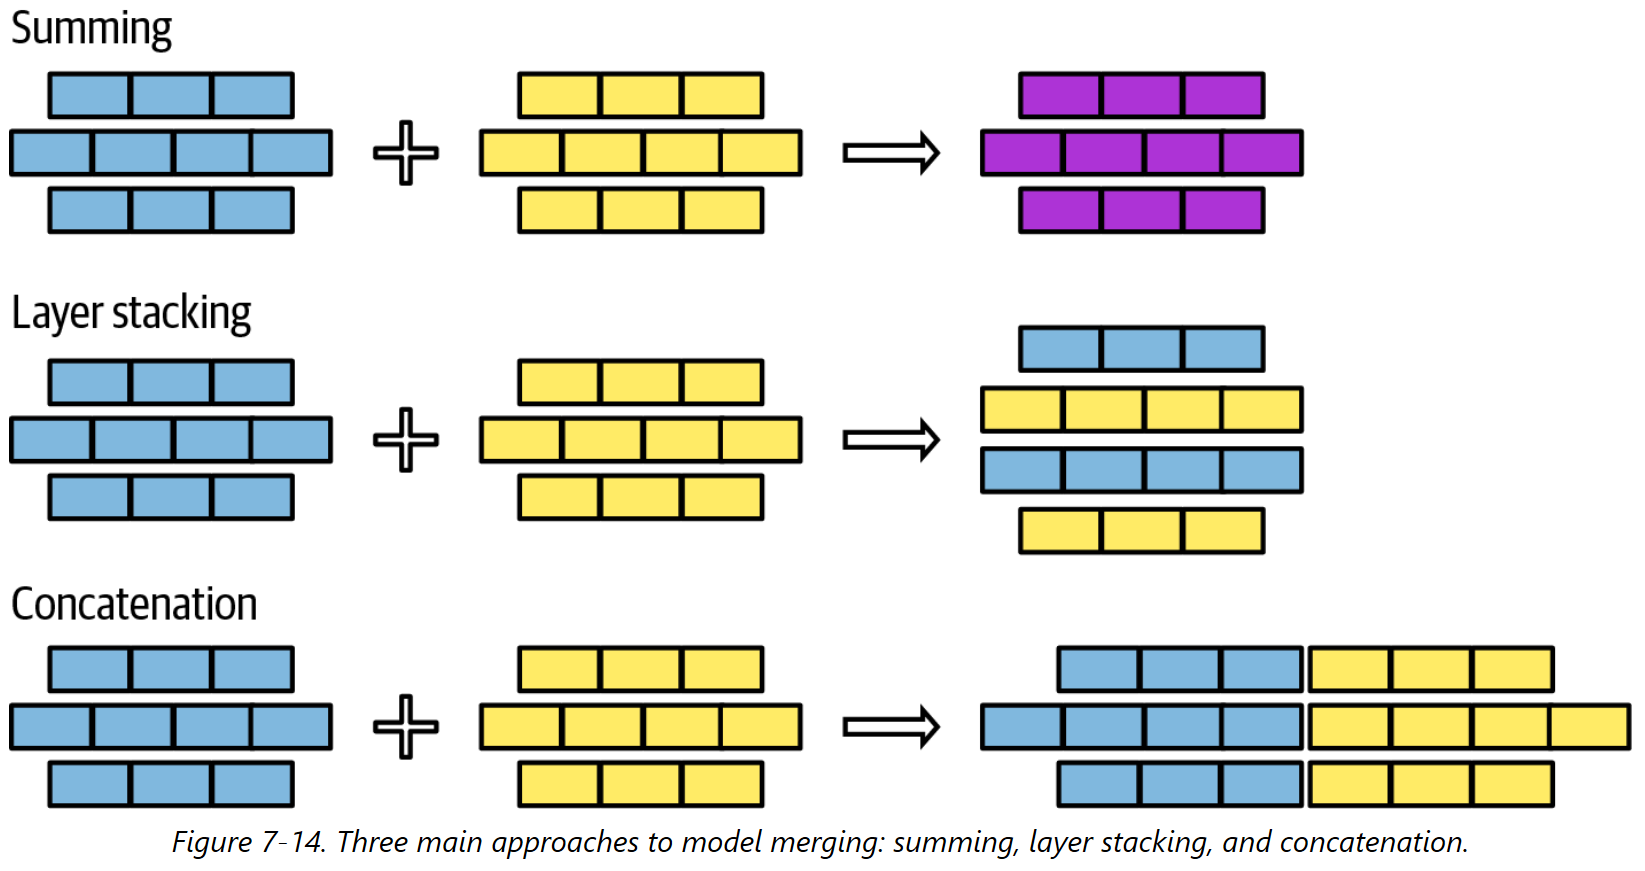 Summing
Layer stacking
Concatenation
Figure 7-14. Three main approaches to model merging: summing, layer stacking, and concatenation.